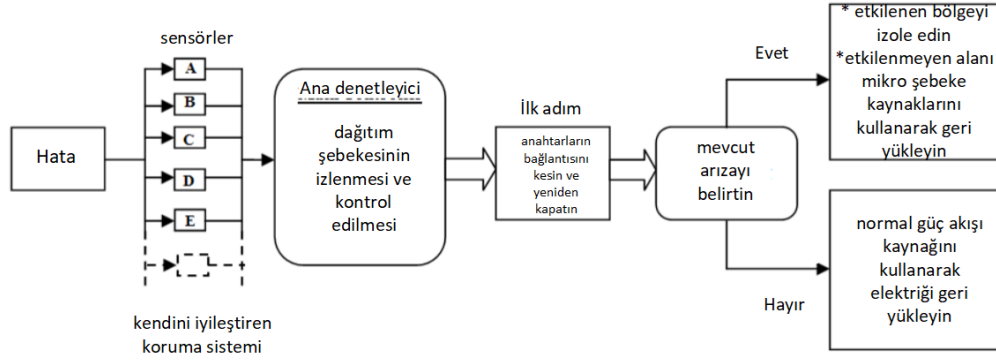 sensörler
A
B
C
D
E
Hata
kendini iyileştiren
koruma sistemi
Ana denetleyici
dağıtım
şebekesinin
izlenmesi ve
kontrol
edilmesi
İlk adım
anahtarların
bağlantısını
kesin ve
yeniden
kapatın
mevcut
arızayı
belirtin
Evet
* etkilenen bölgeyi
izole edin
*etkilenmeyen alanı
mikro şebeke
kaynaklarını
kullanarak geri
yükleyin
Hayır
normal güç akışı
kaynağını
kullanarak
elektriği geri
yükleyin